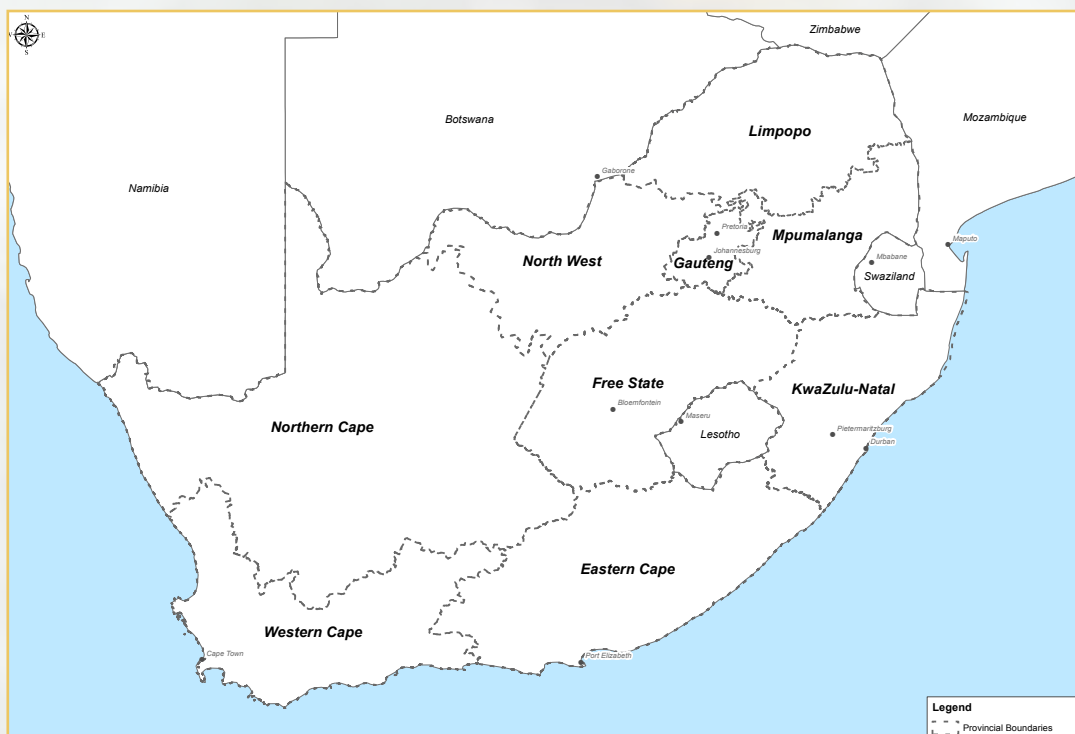 N
W
E
S
Zimbabwe
Mozambique
Botswana
Limpopo
Namibia
Gaborone
Pretoria
Mpumalanga
Maputo
North West
Johannesburg
Gauteng
Mbabane
Swaziland
Free State
KwaZulu-Natal
Bloemfontein
Maseru
Northern Cape
Lesotho
Pietermaritzburg
Durban
Eastern Cape
Western Cape
Cape Town
Port Elizabeth
Legend
Provincial Boundaries